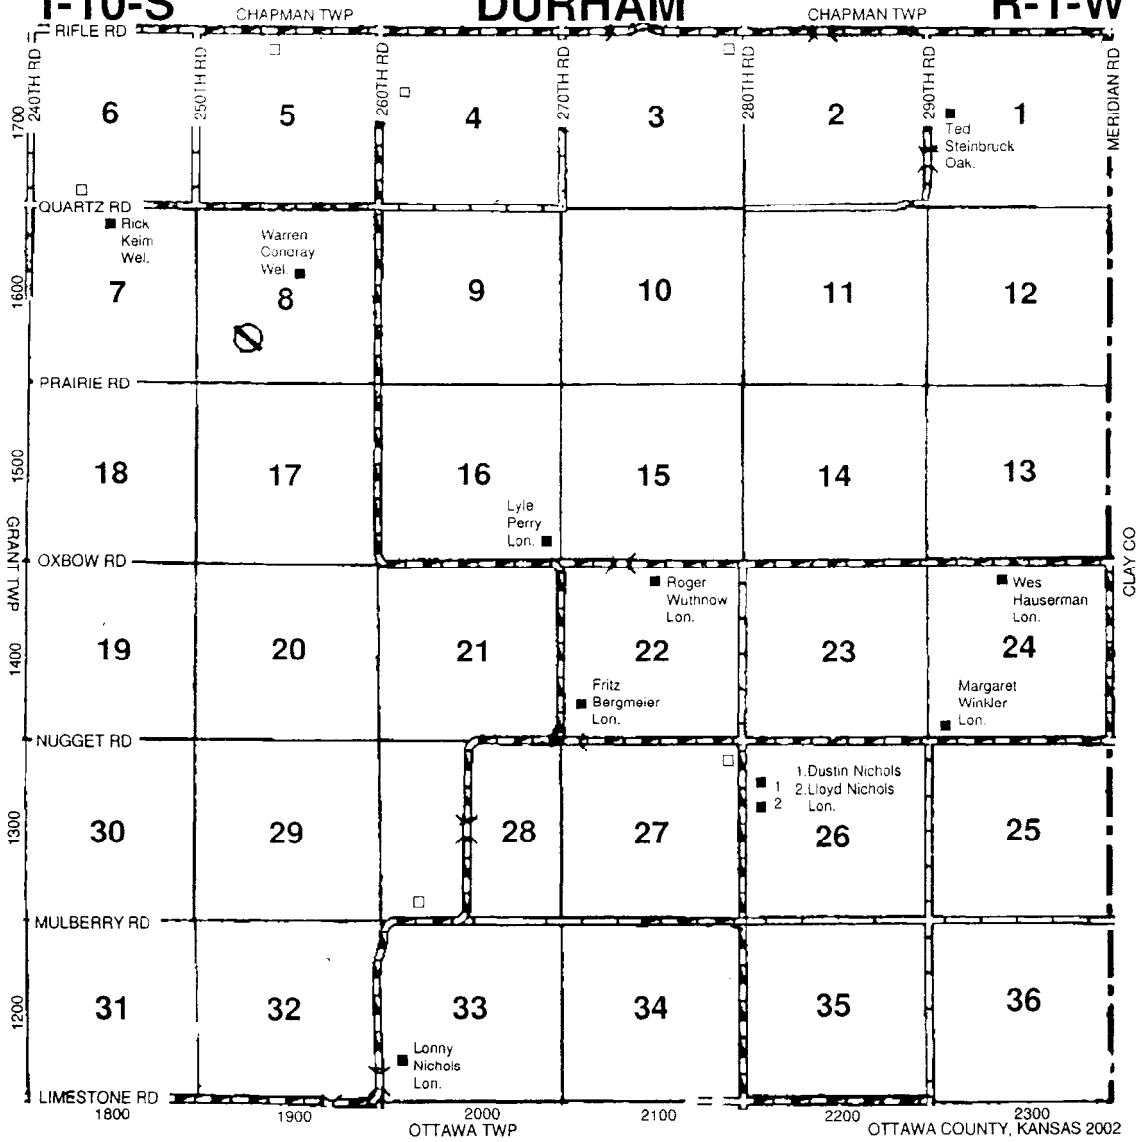 T-10-S
CHAPMAN TWP
DURHAM
CHAPMAN TWP
R-1-W
RIFLE RD
240TH RD
250TH RD
260TH RD
270TH RD
280TH RD
290TH RD
MERIDIAN RD
1700
6
5
4
3
2
1
Ted
Steinbruck
Oak.
QUARTZ RD
Rick
Keim
Wel.
Warren
Condray
Wel.
1600
7
8
9
10
11
12
PRAIRIE RD
1500
18
17
16
15
14
13
Lyle
Perry
Lon.
GRANT TWP
OXBOW RD
CLAY CO
Roger
Wuthnow
Lon.
Wes
Hauserman
Lon.
1400
19
20
21
22
23
24
Fritz
Bergmeier
Lon.
Margaret
Winkler
Lon.
NUGGET RD
1
2
1.Dustin Nichols
2.Lloyd Nichols
Lon.
1300
30
29
28
27
26
25
MULBERRY RD
1200
31
32
33
34
35
36
Lonny
Nichols
Lon.
LIMESTONE RD
1800
1900
2000
2100
2200
2300
OTTAWA TWP
OTTAWA COUNTY, KANSAS 2002